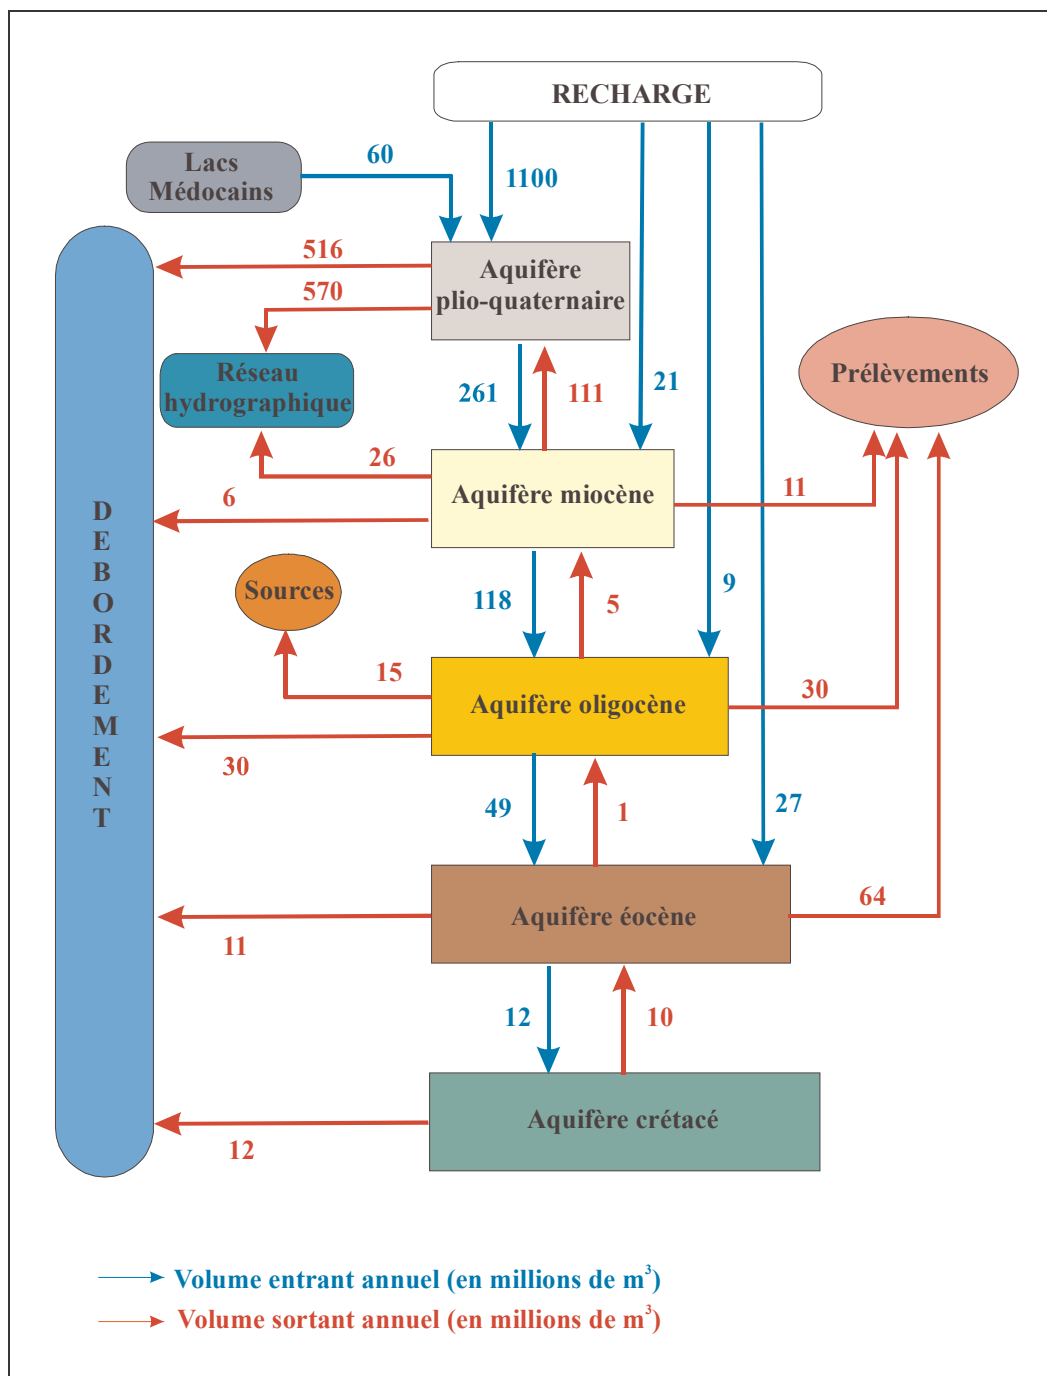 RECHARGE
60
Lacs
Médocains
1100
516
Aquifère
plio-quaternaire
570
Réseau
hydrographique
261
111
21
Prélèvements
26
Aquifère miocène
11
6
D
E
B
O
R
D
E
M
E
N
T
Sources
118
5
9
15
Aquifère oligocène
30
30
49
1
27
Aquifère éocène
64
11
12
10
Aquifère crétacé
12
Volume entrant annuel (en millions de m³)
Volume sortant annuel (en millions de m³)